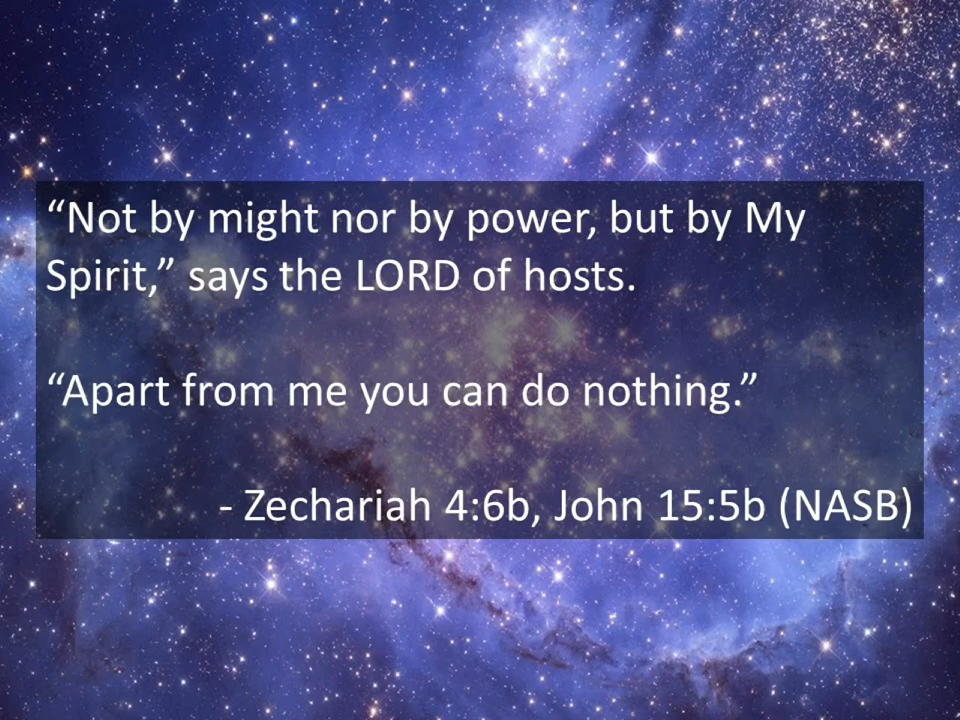 “Not by might nor by power, but by My
Spirit,” says the LORD of hosts.
“Apart from me you can do nothing.”
- Zechariah 4:6b, John 15:5b (NASB)